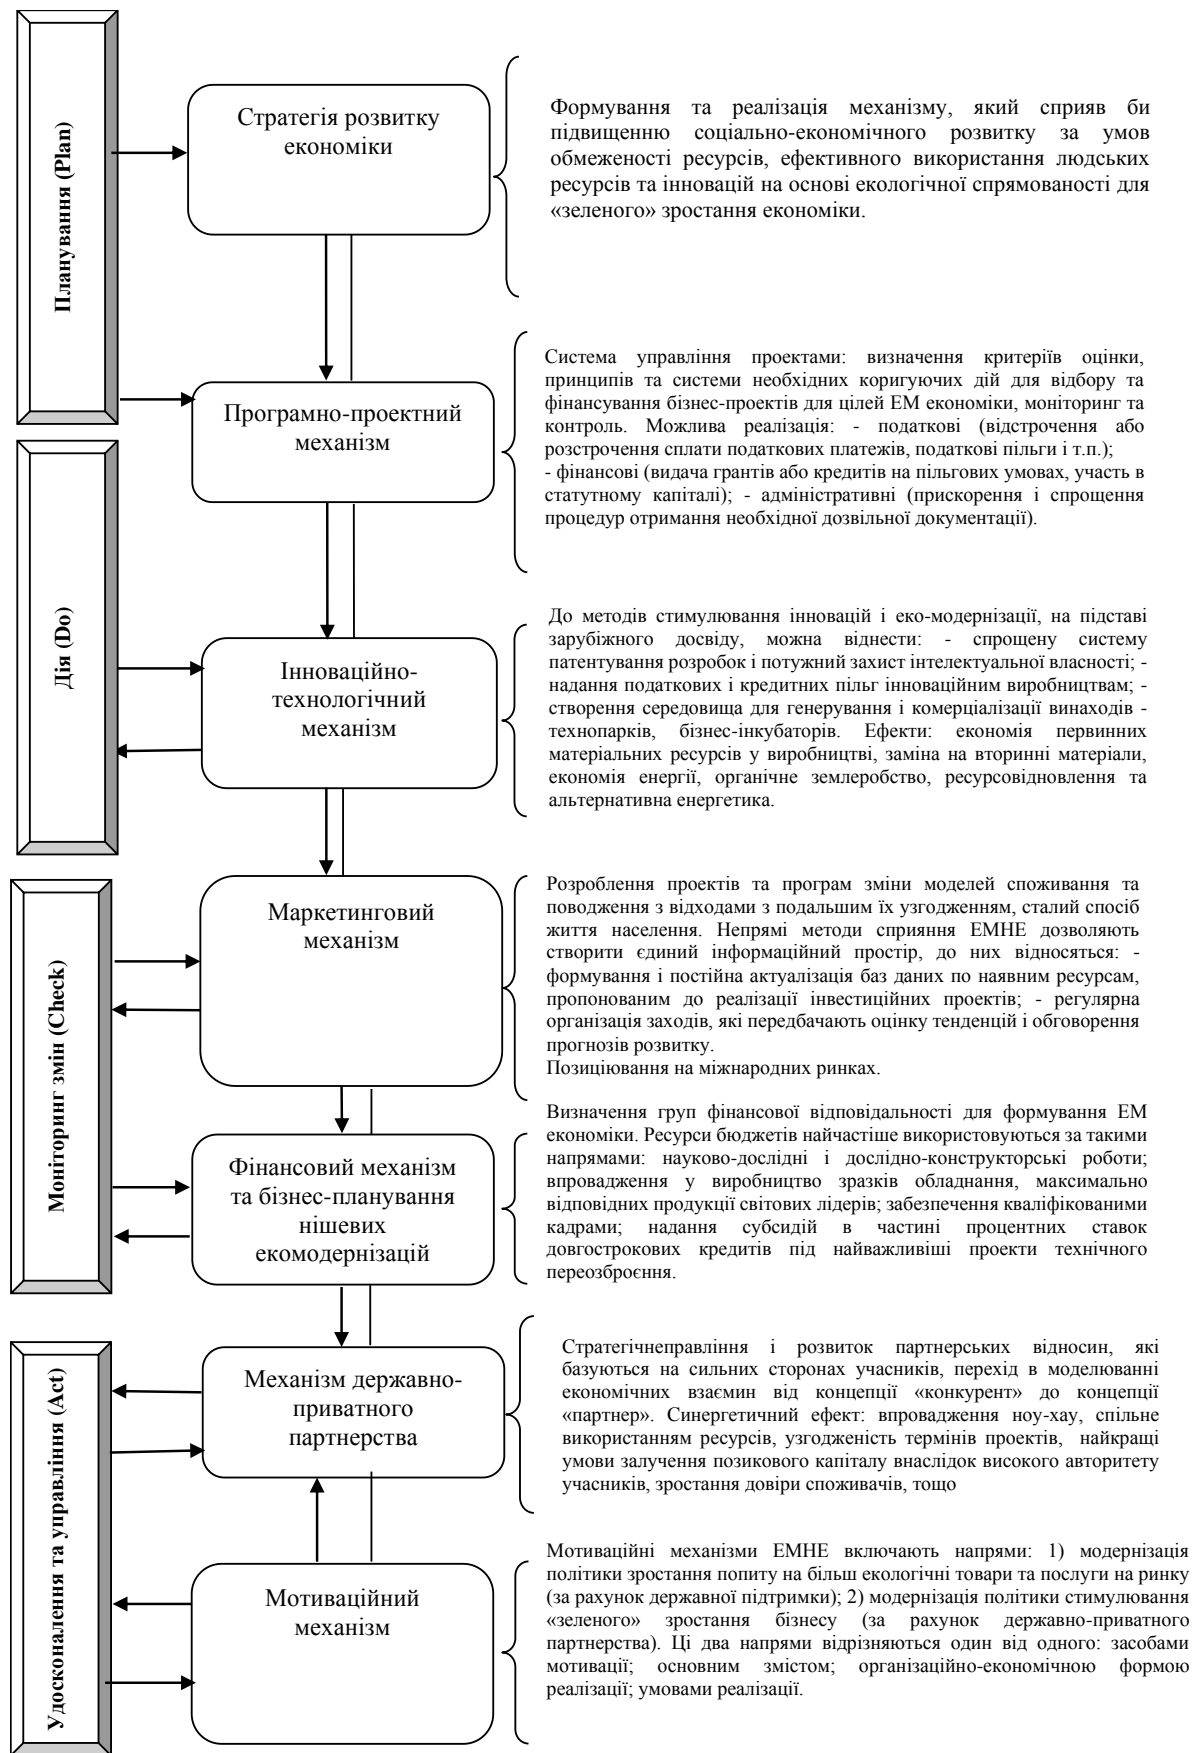 Планування (Plan)
Стратегія розвитку
економіки
Формування та реалізація механізму, який сприяв би
підвищенню соціально-економічного розвитку за умов
обмеженості ресурсів, ефективного використання людських
ресурсів та інновацій на основі екологічної спрямованості для
«зеленого» зростання економіки.
Програмно-проектний
механізм
Система управління проектами: визначення критеріїв оцінки,
принципів та системи необхідних коригуючих дій для відбору та
фінансування бізнес-проектів для цілей ЕМ економіки, моніторинг та
контроль. Можлива реалізація: - податкові (відстрочення або
розстрочення сплати податкових платежів, податкові пільги і т.п.);
- фінансові (видача грантів або кредитів на пільгових умовах, участь в
статутному капіталі); - адміністративні (прискорення і спрощення
процедур отримання необхідної дозвільної документації).
Дія (Do)
Інноваційно-
технологічний
механізм
До методів стимулювання інновацій і еко-модернізації, на підставі
зарубіжного досвіду, можна віднести: - спрощену систему
патентування розробок і потужний захист інтелектуальної власності; -
надання податкових і кредитних пільг інноваційним виробництвам; -
створення середовища для генерування і комерціалізації винаходів -
технопарків, бізнес-інкубаторів. Ефекти: економія первинних
матеріальних ресурсів у виробництві, заміна на вторинні матеріали,
економія енергії, органічне землеробство, ресурсовідновлення та
альтернативна енергетика.
Моніторинг змін (Check)
Маркетинговий
механізм
Розроблення проектів та програм зміни моделей споживання та
поводження з відходами з подальшим їх узгодженням, сталий спосіб
життя населення. Непрямі методи сприяння ЕМНЕ дозволяють
створити єдиний інформаційний простір, до них відносяться: -
формування і постійна актуалізація баз даних по наявним ресурсам,
пропонованим до реалізації інвестиційних проектів; - регулярна
організація заходів, які передбачають оцінку тенденцій і обговорення
прогнозів розвитку.
Позиціювання на міжнародних ринках.
Фінансовий механізм
та бізнес-планування
нішевих
екомодернізацій
Визначення груп фінансової відповідальності для формування ЕМ
економіки. Ресурси бюджетів найчастіше використовуються за такими
напрямами: науково-дослідні і дослідно-конструкторські роботи;
впровадження у виробництво зразків обладнання, максимально
відповідних продукції світових лідерів; забезпечення кваліфікованими
кадрами; надання субсидій в частині процентних ставок
довгострокових кредитів під найважливіші проекти технічного
переозброєння.
Удосконалення та управління (Act)
Механізм державно-
приватного
партнерства
Стратегічнеправління і розвиток партнерських відносин, які
базуються на сильних сторонах учасників, перехід в моделюванні
економічних взаємин від концепції «конкурент» до концепції
«партнер». Синергетичний ефект: впровадження ноу-хау, спільне
використанням ресурсів, узгодженість термінів проектів, найкращі
умови залучення позикового капіталу внаслідок високого авторитету
учасників, зростання довіри споживачів, тощо
Мотиваційний
механізм
Мотиваційні механізми ЕМНЕ включають напрями: 1) модернізація
політики зростання попиту на більш екологічні товари та послуги на ринку
(за рахунок державної підтримки); 2) модернізація політики стимулювання
«зеленого» зростання бізнесу (за рахунок державно-приватного
партнерства). Ці два напрями відрізняються один від одного: засобами
мотивації; основним змістом; організаційно-економічною формою
реалізації; умовами реалізації.